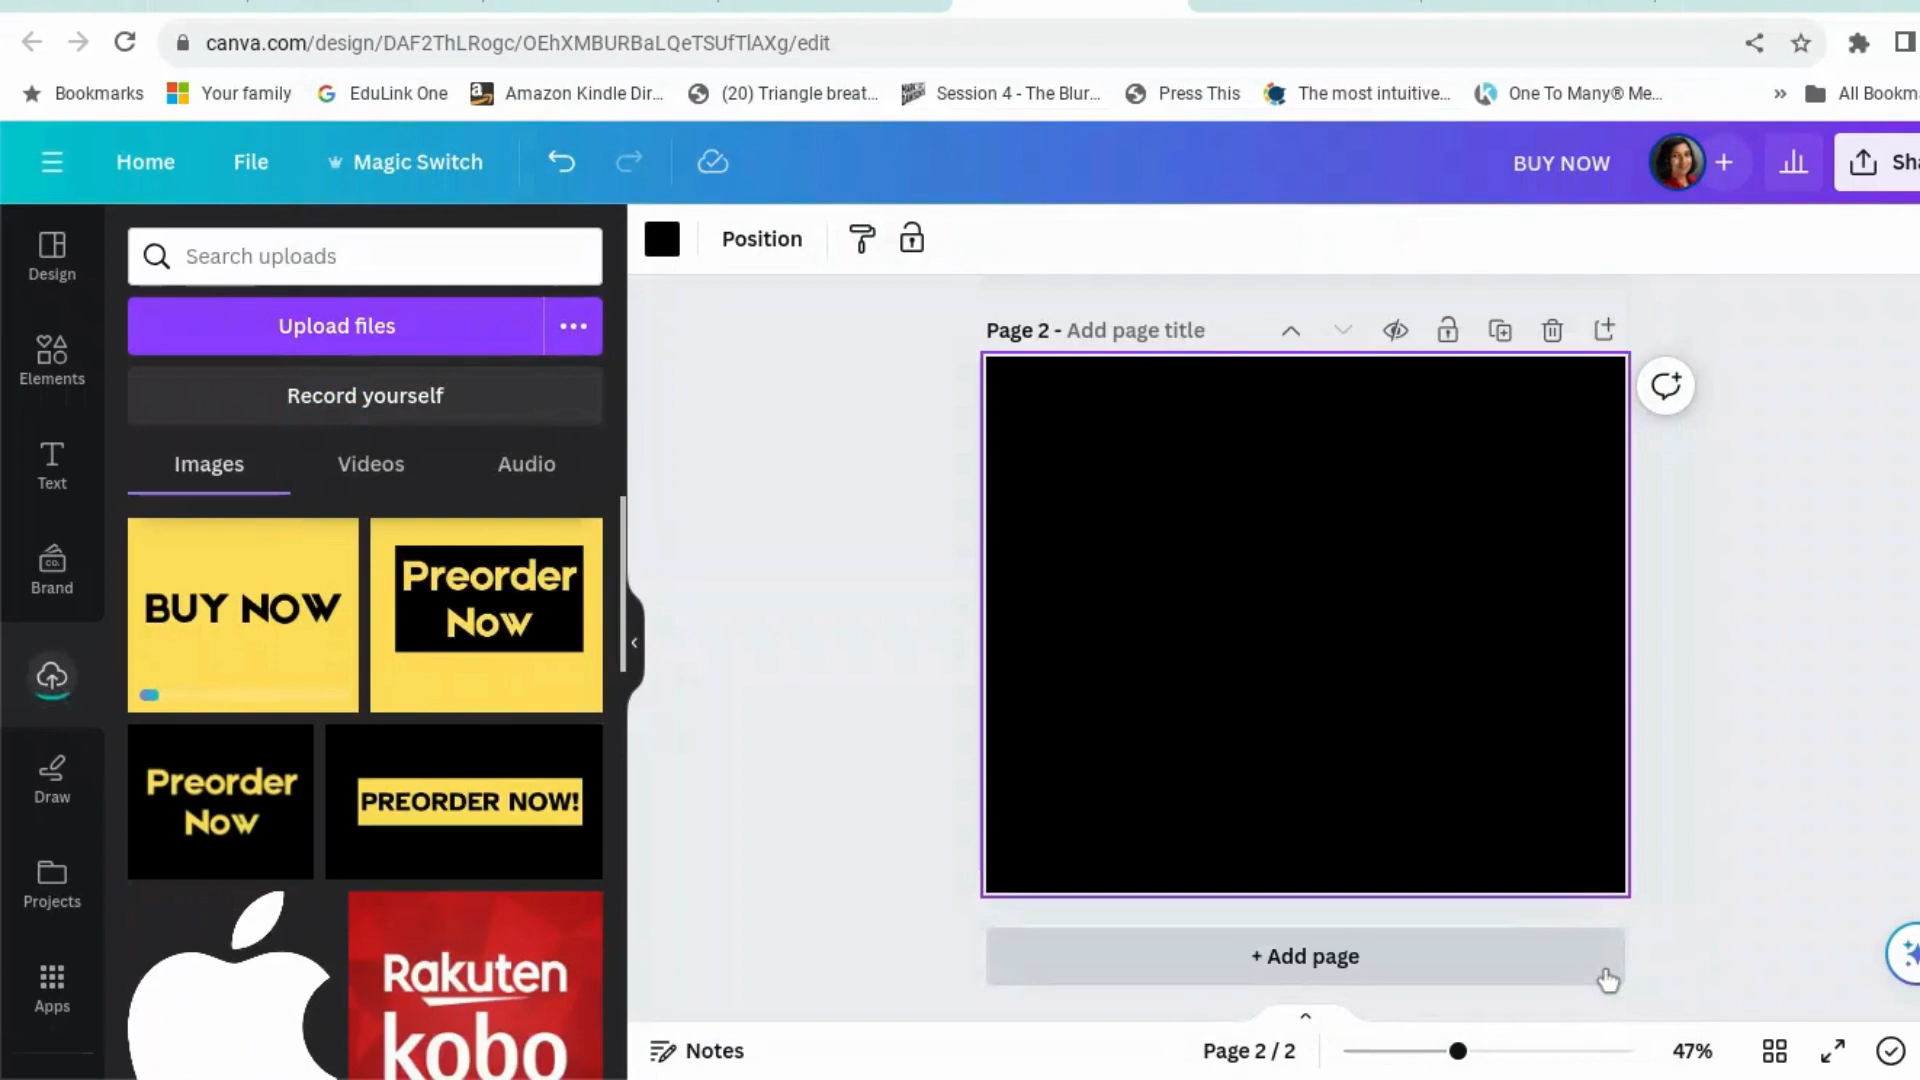 canva.com/design/DAF2ThLRogc/OEhXMBURBaLQeTSUfTlAXg/edit
Bookmarks Your family EduLink One Amazon Kindle Dir... (20) Triangle breat... Session 4 - The Blur... Press This The most intuitive... One To Many® Me... » All Bookma
Home File Magic Switch BUY NOW Sha
Design
Elements
Text
Brand
Draw
Projects
Apps
Search uploads
Upload files
Record yourself
Images Videos Audio
BUY NOW
Preorder
Now
Preorder
Now
PREORDER NOW!
Rakuten
kobo
Position
Page 2 - Add page title
+ Add page
Notes Page 2 / 2 47%